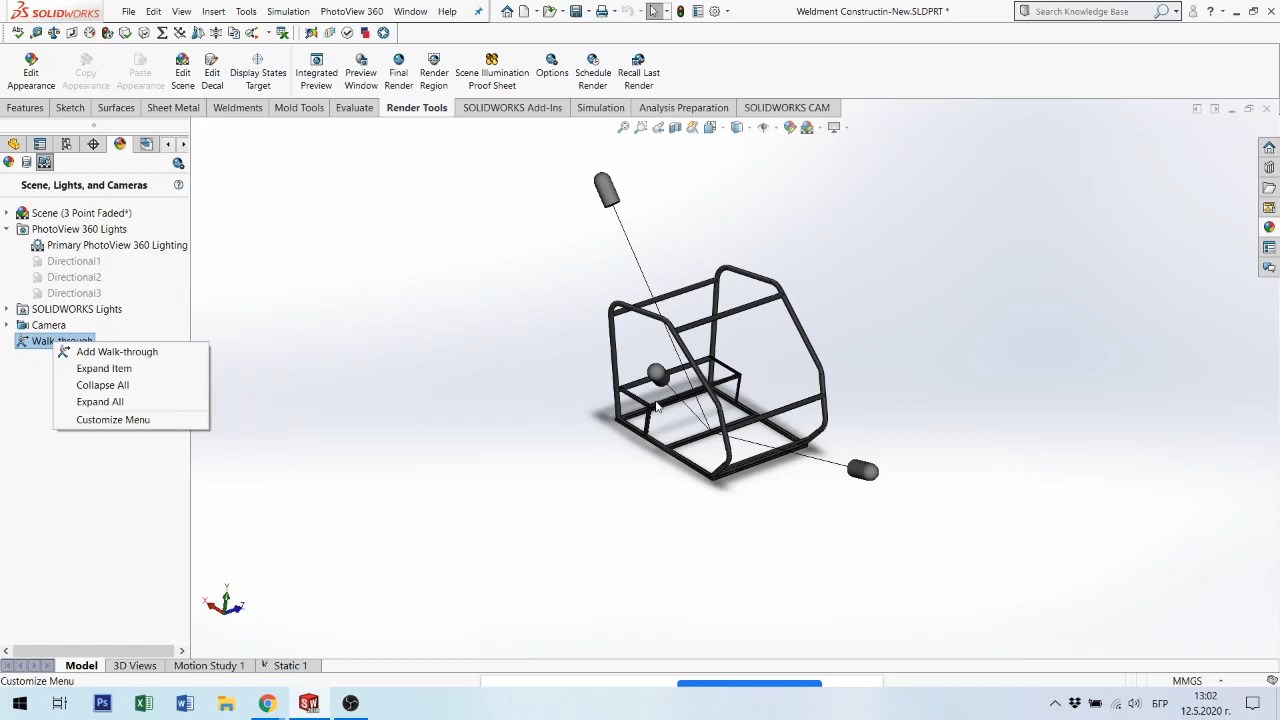 SOLIDWORKS File Edit View Insert Tools Simulation PhotoView 360 Window Help Weldment Constructin-New.SLDPRT * Search Knowledge Base
Edit Appearance
Copy Appearance
Paste Appearance
Edit Scene
Edit Decal
Display States Target
Integrated Preview
Preview Window
Final Render
Render Region
Scene Illumination Proof Sheet
Options
Schedule Render
Recall Last Render
Features Sketch Surfaces Sheet Metal Weldments Mold Tools Evaluate Render Tools SOLIDWORKS Add-Ins Simulation Analysis Preparation SOLIDWORKS CAM
Scene, Lights, and Cameras
Scene (3 Point Faded*)
PhotoView 360 Lights
Primary PhotoView 360 Lighting
Directional1
Directional2
Directional3
SOLIDWORKS Lights
Camera
Walk-through
Add Walk-through
Expand Item
Collapse All
Expand All
Customize Menu
Y
X
Z
Model 3D Views Motion Study 1 Static 1
Customize Menu MMGS
БГР 13:02
12.5.2020 г.